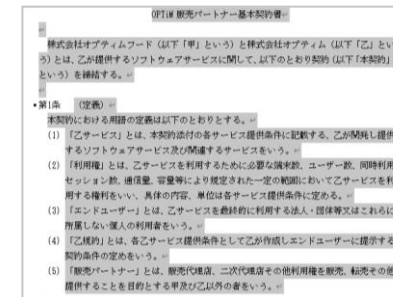 OPTiM 販売パートナー基本契約書
株式会社オプティムフード（以下「甲」という）と株式会社オプティム（以下「乙」とい
う）とは、乙が提供するソフトウェアサービスに関して、以下のとおり契約（以下「本契約」
という）を締結する。
第1条　（定義）
本契約における用語の定義は以下のとおりとする。
(1) 「乙サービス」とは、本契約添付の各サービス提供条件に記載する、乙が開発し提供
するソフトウェアサービス及び関連するサービスをいう。
(2) 「利用権」とは、乙サービスを利用するために必要な端末数、ユーザー数、同時利用
セッション数、通信量、容量等により規定された一定の範囲において乙サービスを利
用する権利をいい、具体の内容、単位は各サービス提供条件に定める。
(3) 「エンドユーザー」とは、乙サービスを最終的に利用する法人・団体等又はこれらに
所属しない個人の利用者をいう。
(4) 「乙規約」とは、各乙サービス提供条件として乙が作成しエンドユーザーに提示する
契約条件の定めをいう。
(5) 「販売パートナー」とは、販売代理店、二次代理店その他利用権を販売、転売その他
提供することを目的とする甲及び乙以外の者をいう。